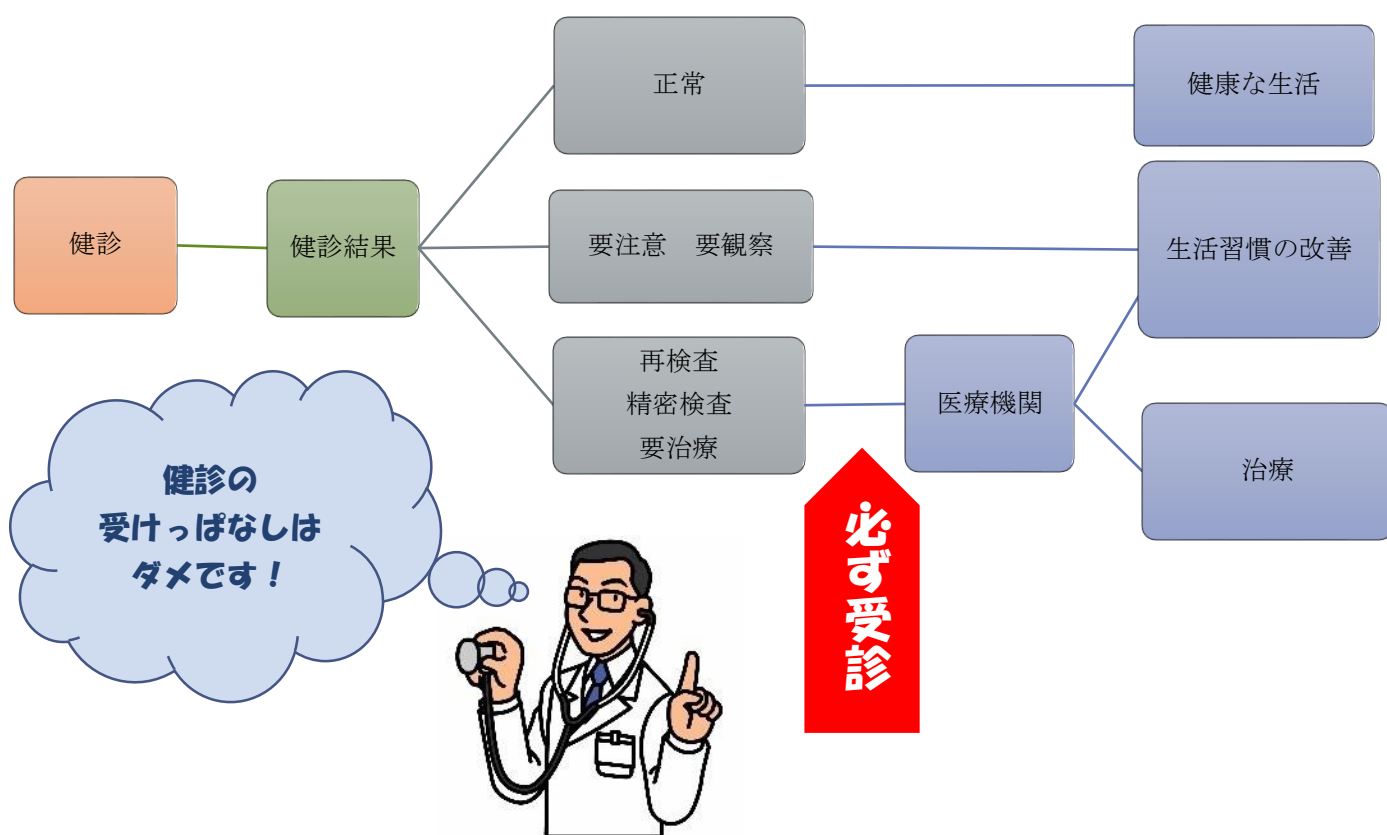 健診
健診結果
正常
健康な生活
要注意　要観察
生活習慣の改善
再検査
精密検査
要治療
医療機関
治療
必ず受診
健診の
受けっぱなしは
ダメです！